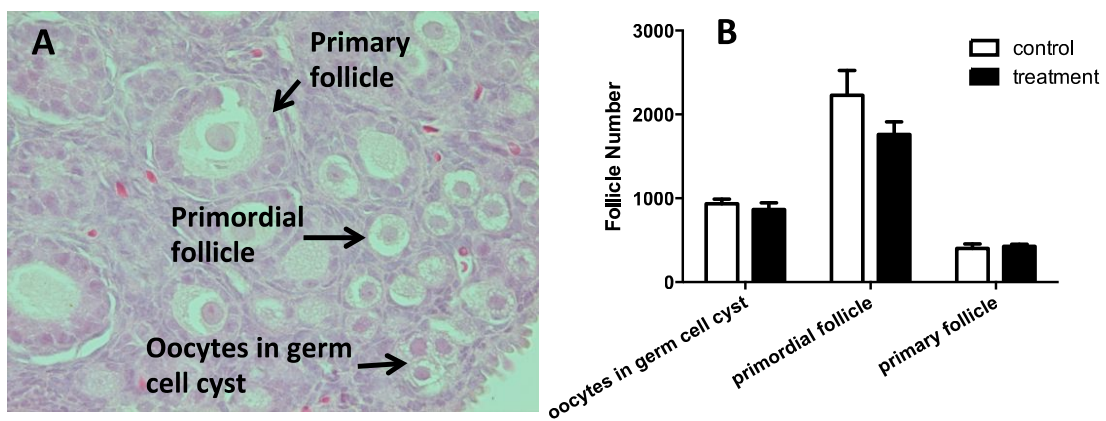 A
Primary
follicle
Primordial
follicle
Oocytes in germ
cell cyst
B
control
treatment
Follicle Number
3000
2000
1000
0
oocytes in germ cell cyst
primordial follicle
primary follicle